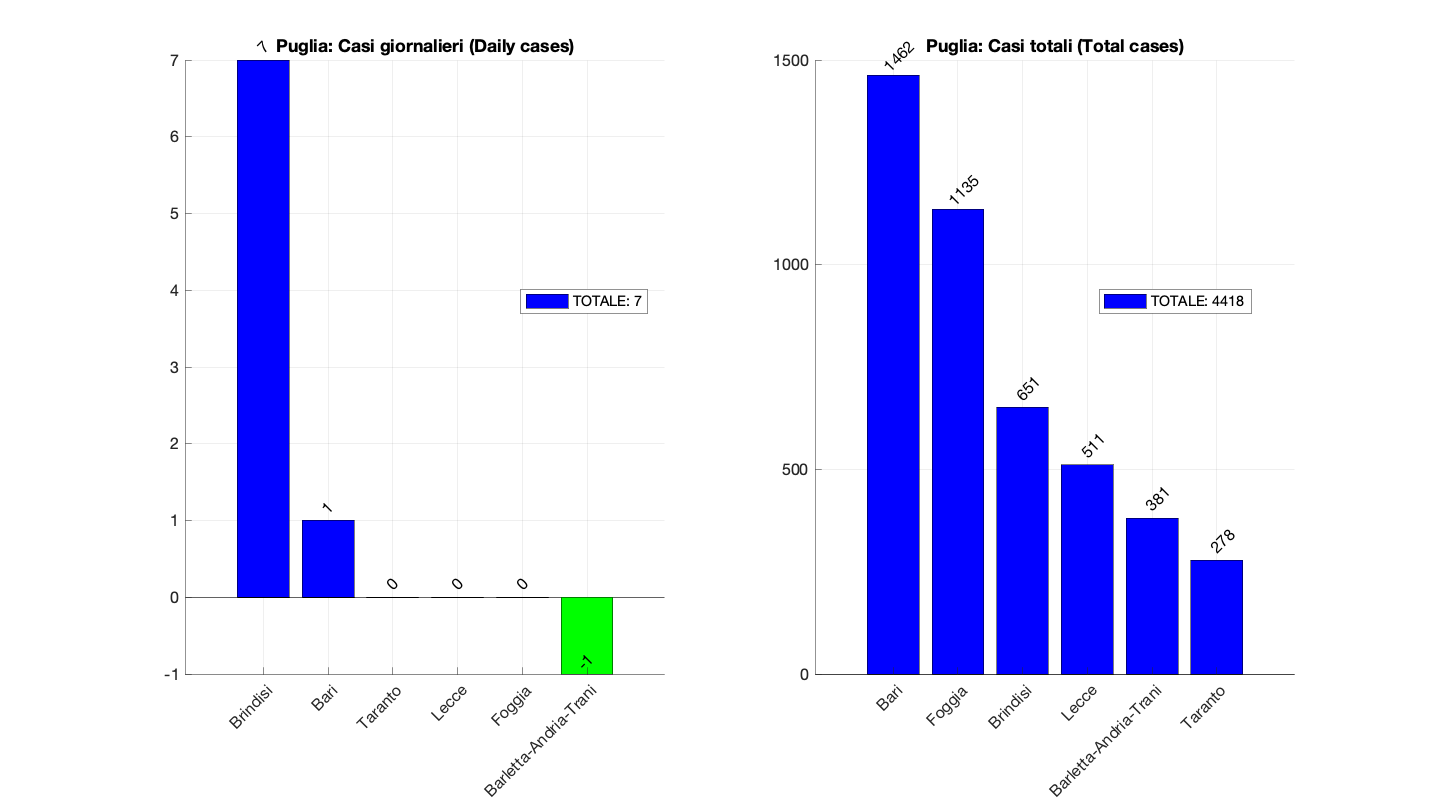 Puglia: Casi giornalieri (Daily cases)
7
7
6
5
4
3
2
1
0
-1
1
0
0
0
-1
TOTALE: 7
Brindisi
Bari
Taranto
Lecce
Foggia
Barletta-Andria-Trani
Puglia: Casi totali (Total cases)
1500
1000
500
0
1462
1135
651
511
381
278
TOTALE: 4418
Bari
Foggia
Brindisi
Lecce
Barletta-Andria-Trani
Taranto